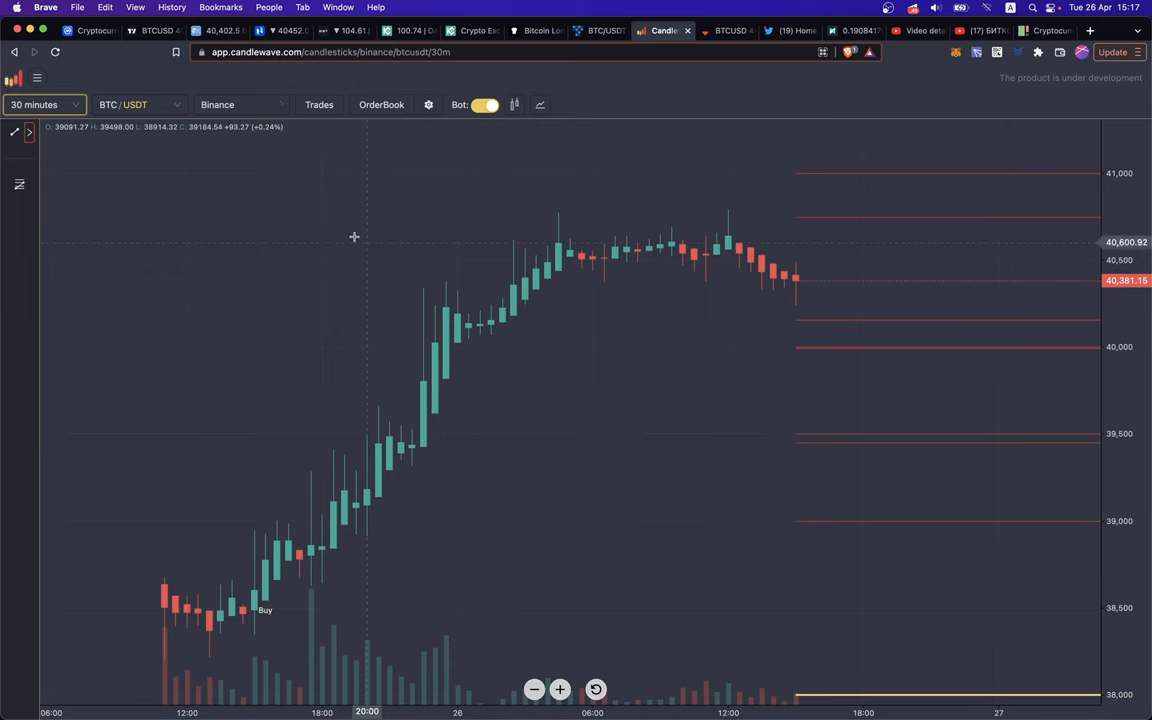 Brave File Edit View History Bookmarks People Tab Window Help A Tue 26 Apr 15:17
Cryptocurr BTCUSD 4 40,402.5 40452.0 104.61 100.74 | D Crypto Exc Bitcoin Lo BTC/USDT Candle BTCUSD 4 (17) Home 0.1908417 Video detai (17) БИТК Cryptocurr
app.candlewave.com/candlesticks/binance/btcusdt/30m Update
The product is under development
30 minutes BTC/USDT Binance Trades OrderBook Bot:
O: 39091.27 H: 39498.00 L: 38914.32 C: 39184.54 +93.27 (+0.24%)
41,000
40,600.92
40,500
40,381.15
40,000
39,500
39,000
Buy
38,500
38,000
06:00 12:00 18:00 20:00 26 06:00 12:00 18:00 27